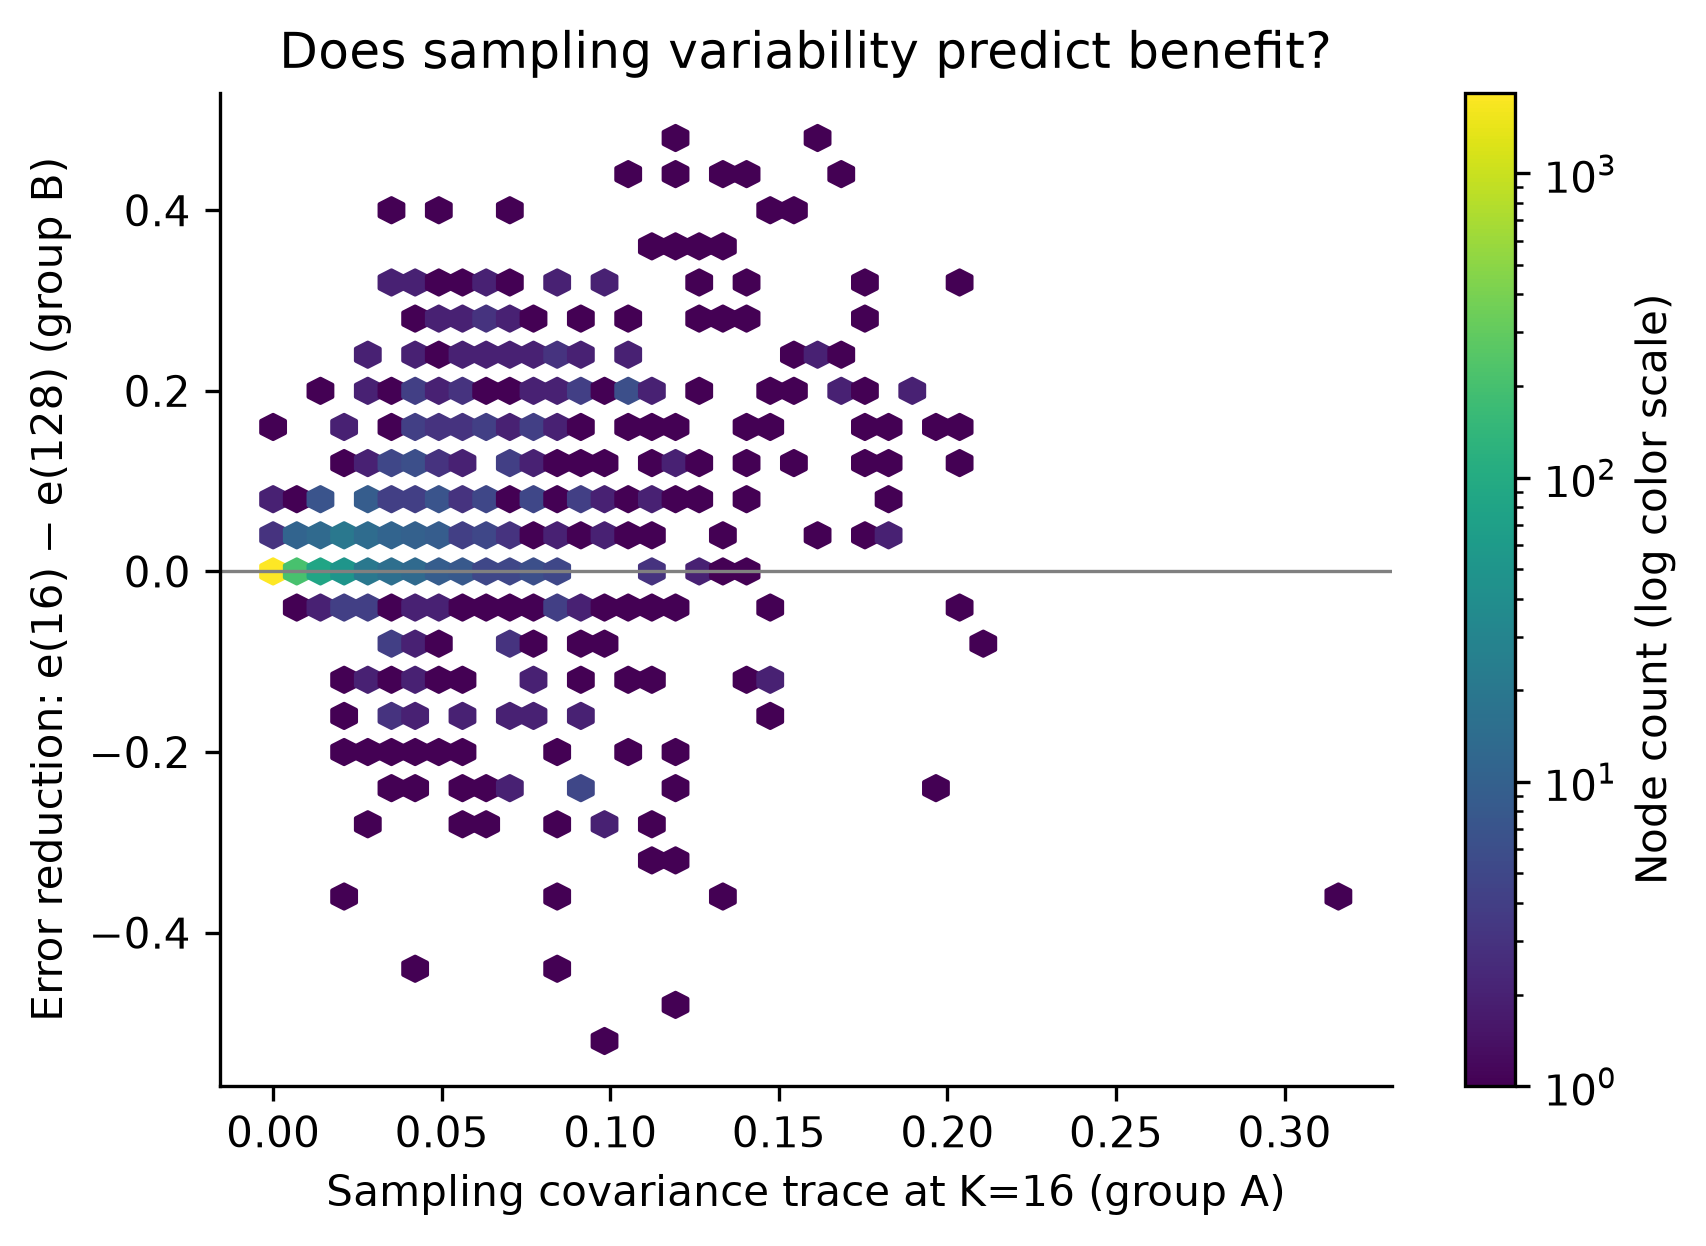 Does sampling variability predict benefit?
Error reduction: e(16) − e(128) (group B)
0.4
0.2
0.0
−0.2
−0.4
0.00 0.05 0.10 0.15 0.20 0.25 0.30
Sampling covariance trace at K=16 (group A)
10³
10²
10¹
10⁰
Node count (log color scale)